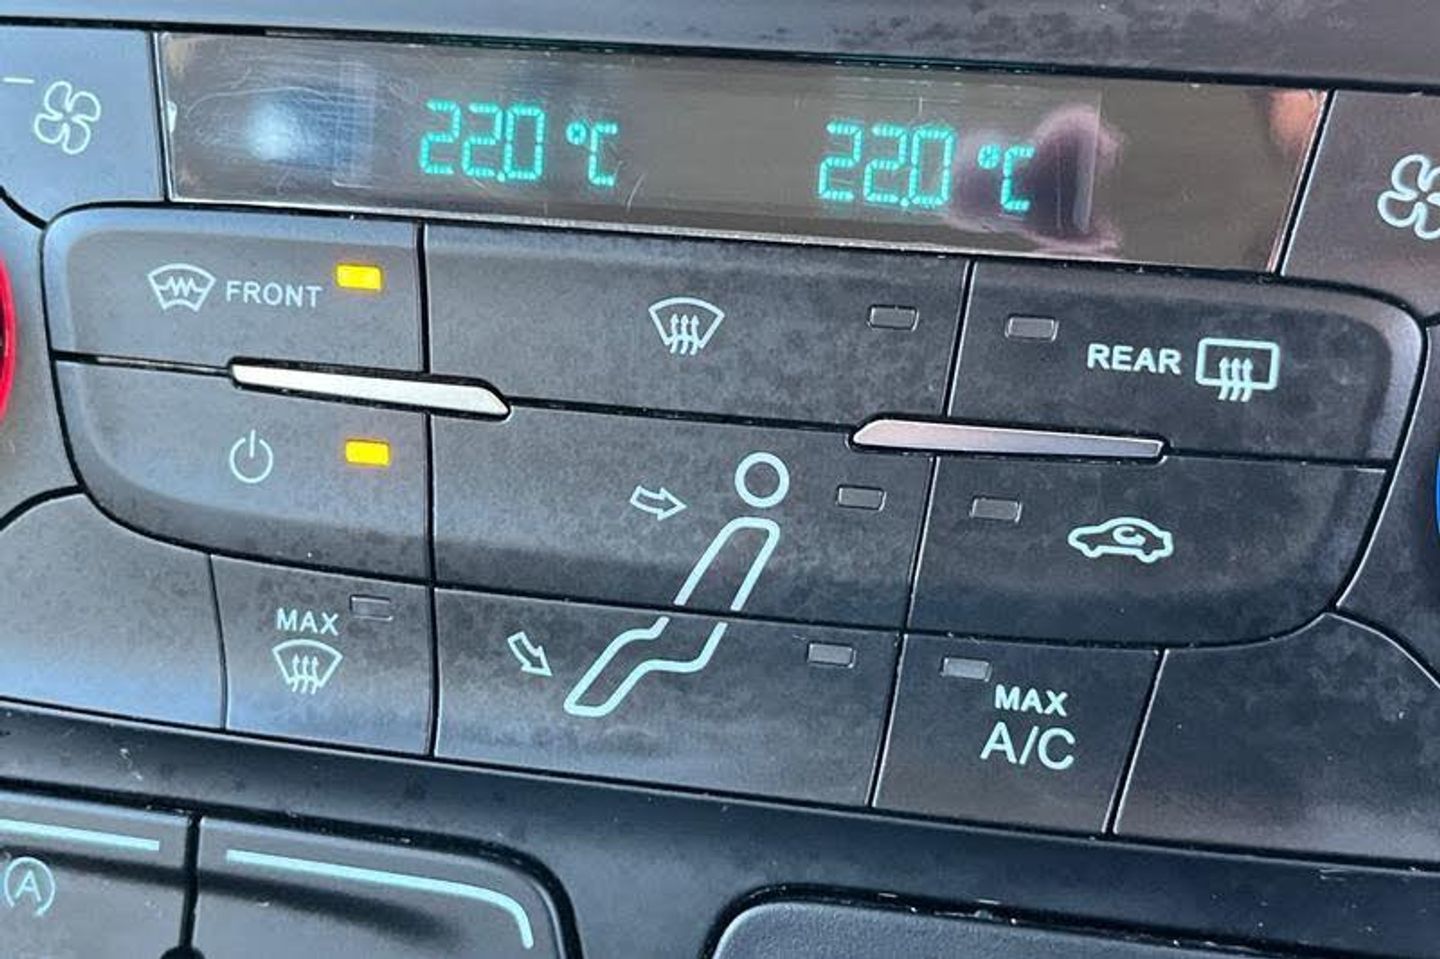 22.0 °C 22.0 °C
FRONT
REAR
MAX
MAX
A/C
A